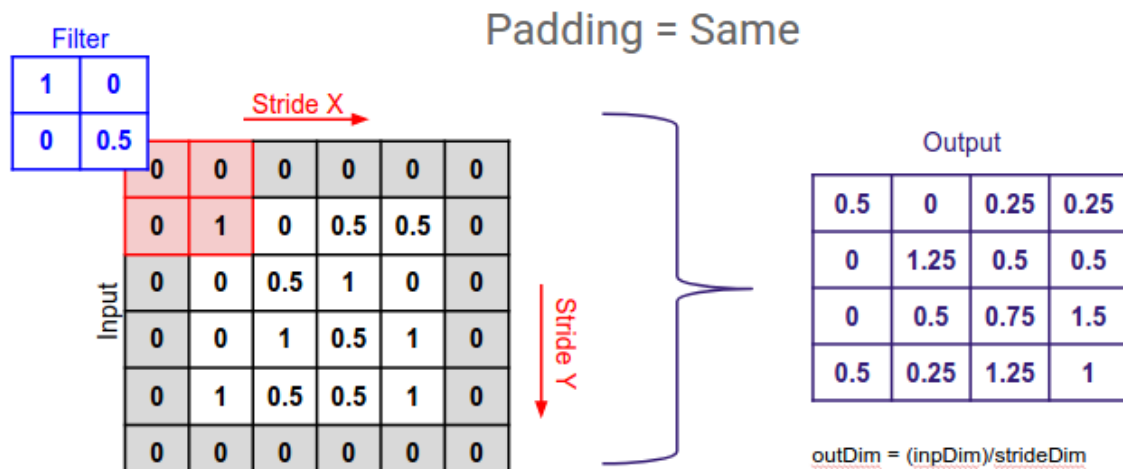 Padding = Same
Filter
1 0
0 0.5
Stride X
Input
0 0 0 0 0 0
0 1 0 0.5 0.5 0
0 0 0.5 1 0 0
0 0 1 0.5 1 0
0 1 0.5 0.5 1 0
0 0 0 0 0 0
Stride Y
Output
0.5 0 0.25 0.25
0 1.25 0.5 0.5
0 0.5 0.75 1.5
0.5 0.25 1.25 1
outDim = (inpDim)/strideDim